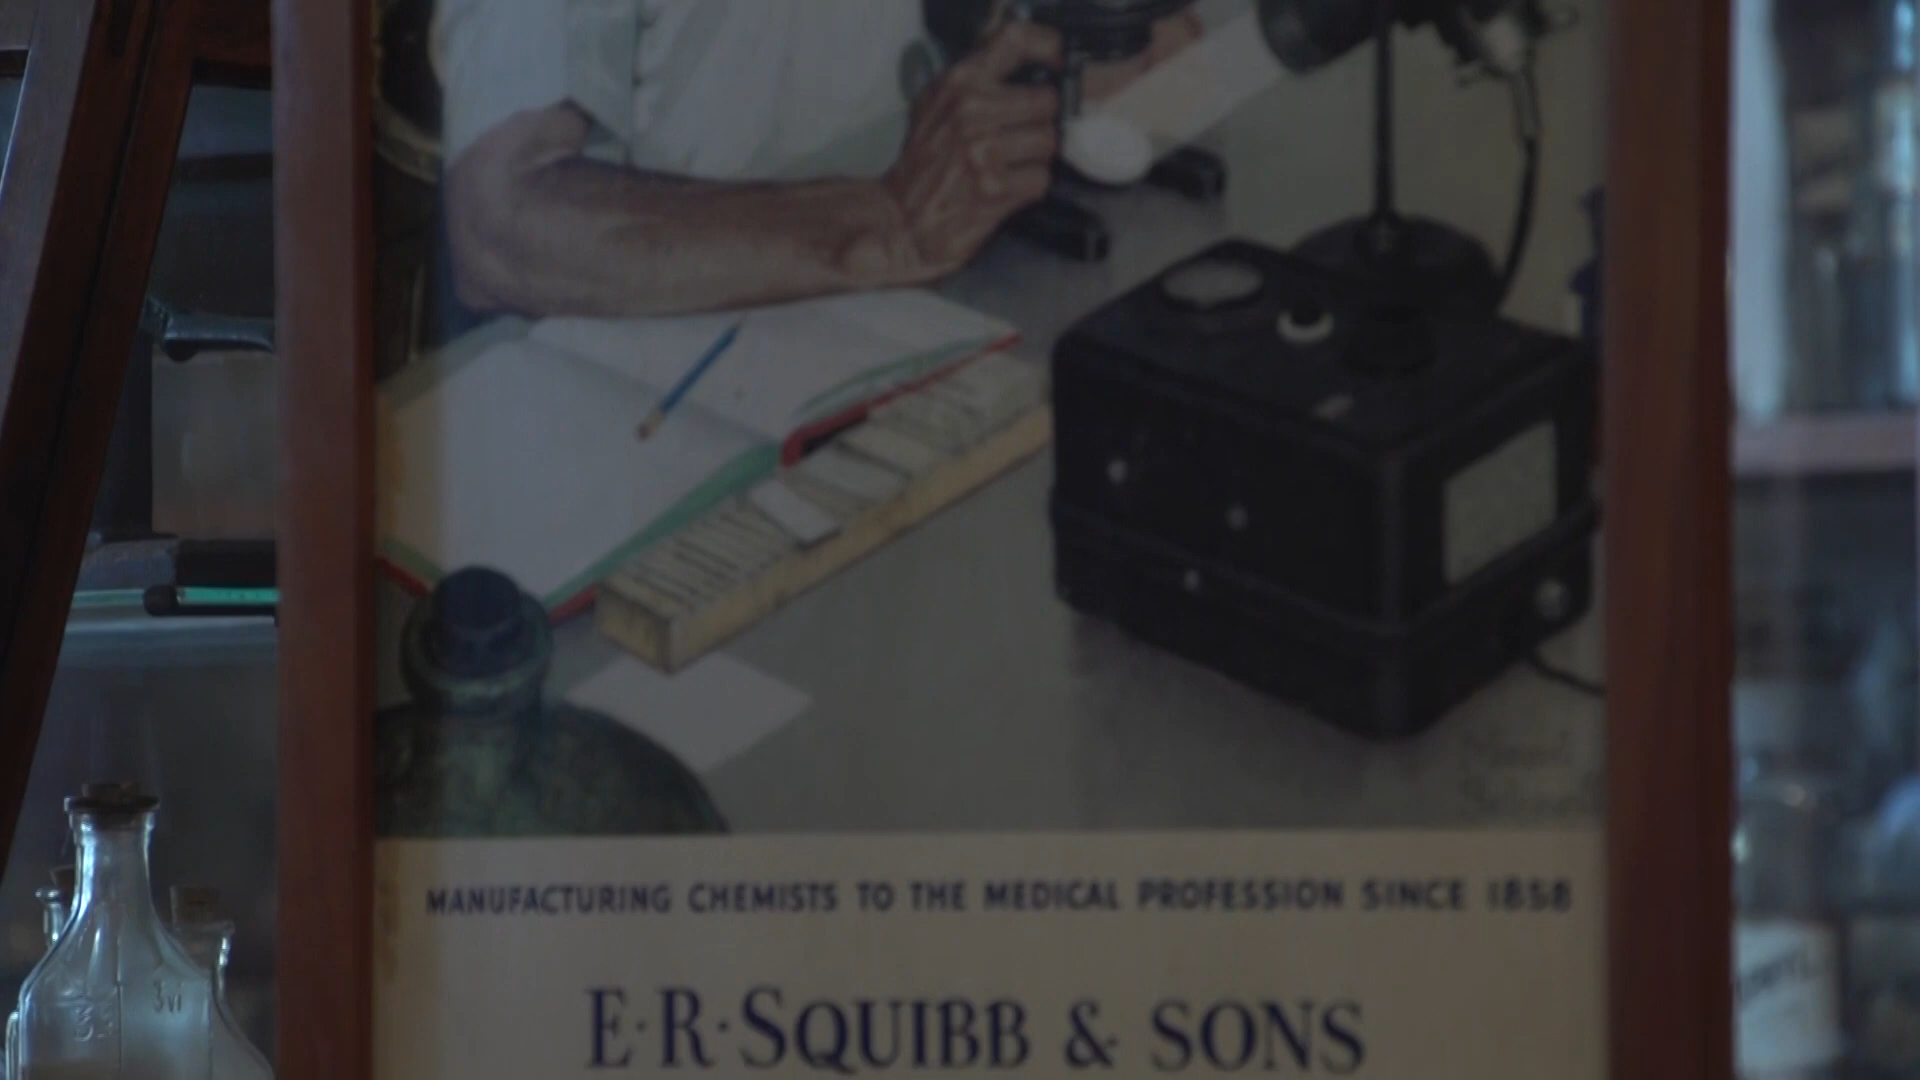 MANUFACTURING CHEMISTS TO THE MEDICAL PROFESSION SINCE 1858
E·R·SQUIBB & SONS